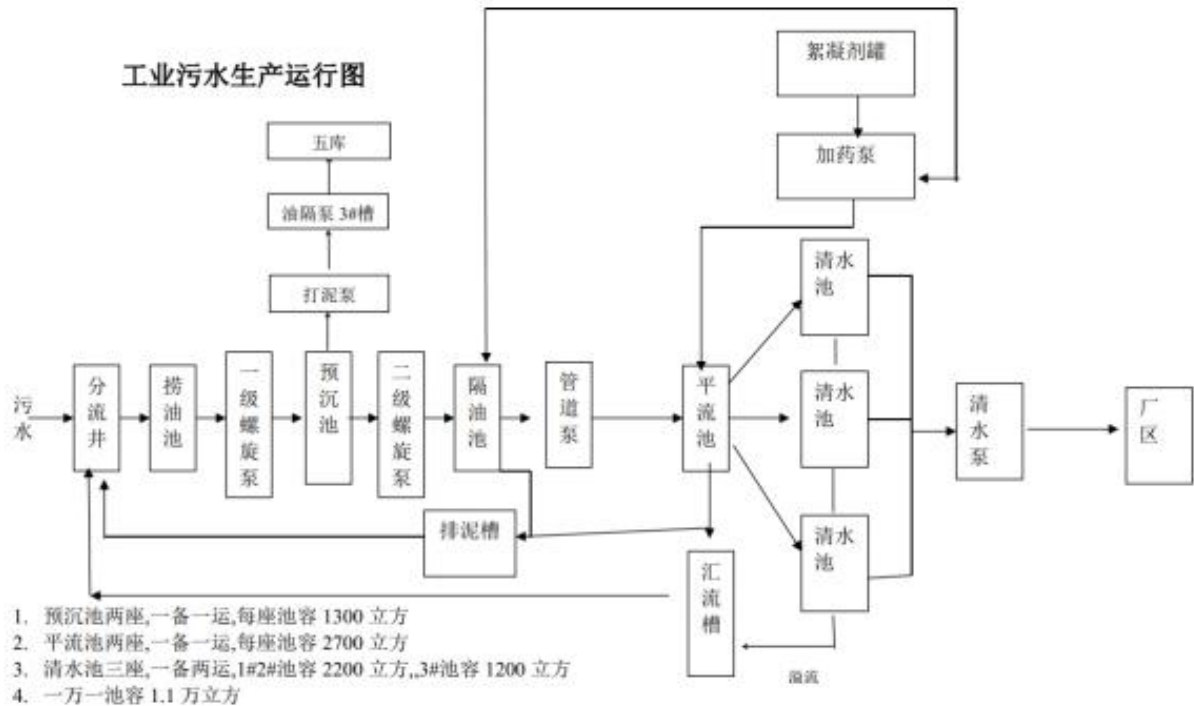 工业污水生产运行图
絮凝剂罐
加药泵
五库
油隔泵 3#槽
打泥泵
污水
分流井
捞油池
一级螺旋泵
预沉池
二级螺旋泵
隔油池
管道泵
平流池
清水池
清水池
清水池
清水泵
厂区
排泥槽
汇流槽
溢流
1. 预沉池两座,一备一运,每座池容 1300 立方
2. 平流池两座,一备一运,每座池容 2700 立方
3. 清水池三座,一备两运,1#2#池容 2200 立方,,3#池容 1200 立方
4. 一万一池容 1.1 万立方